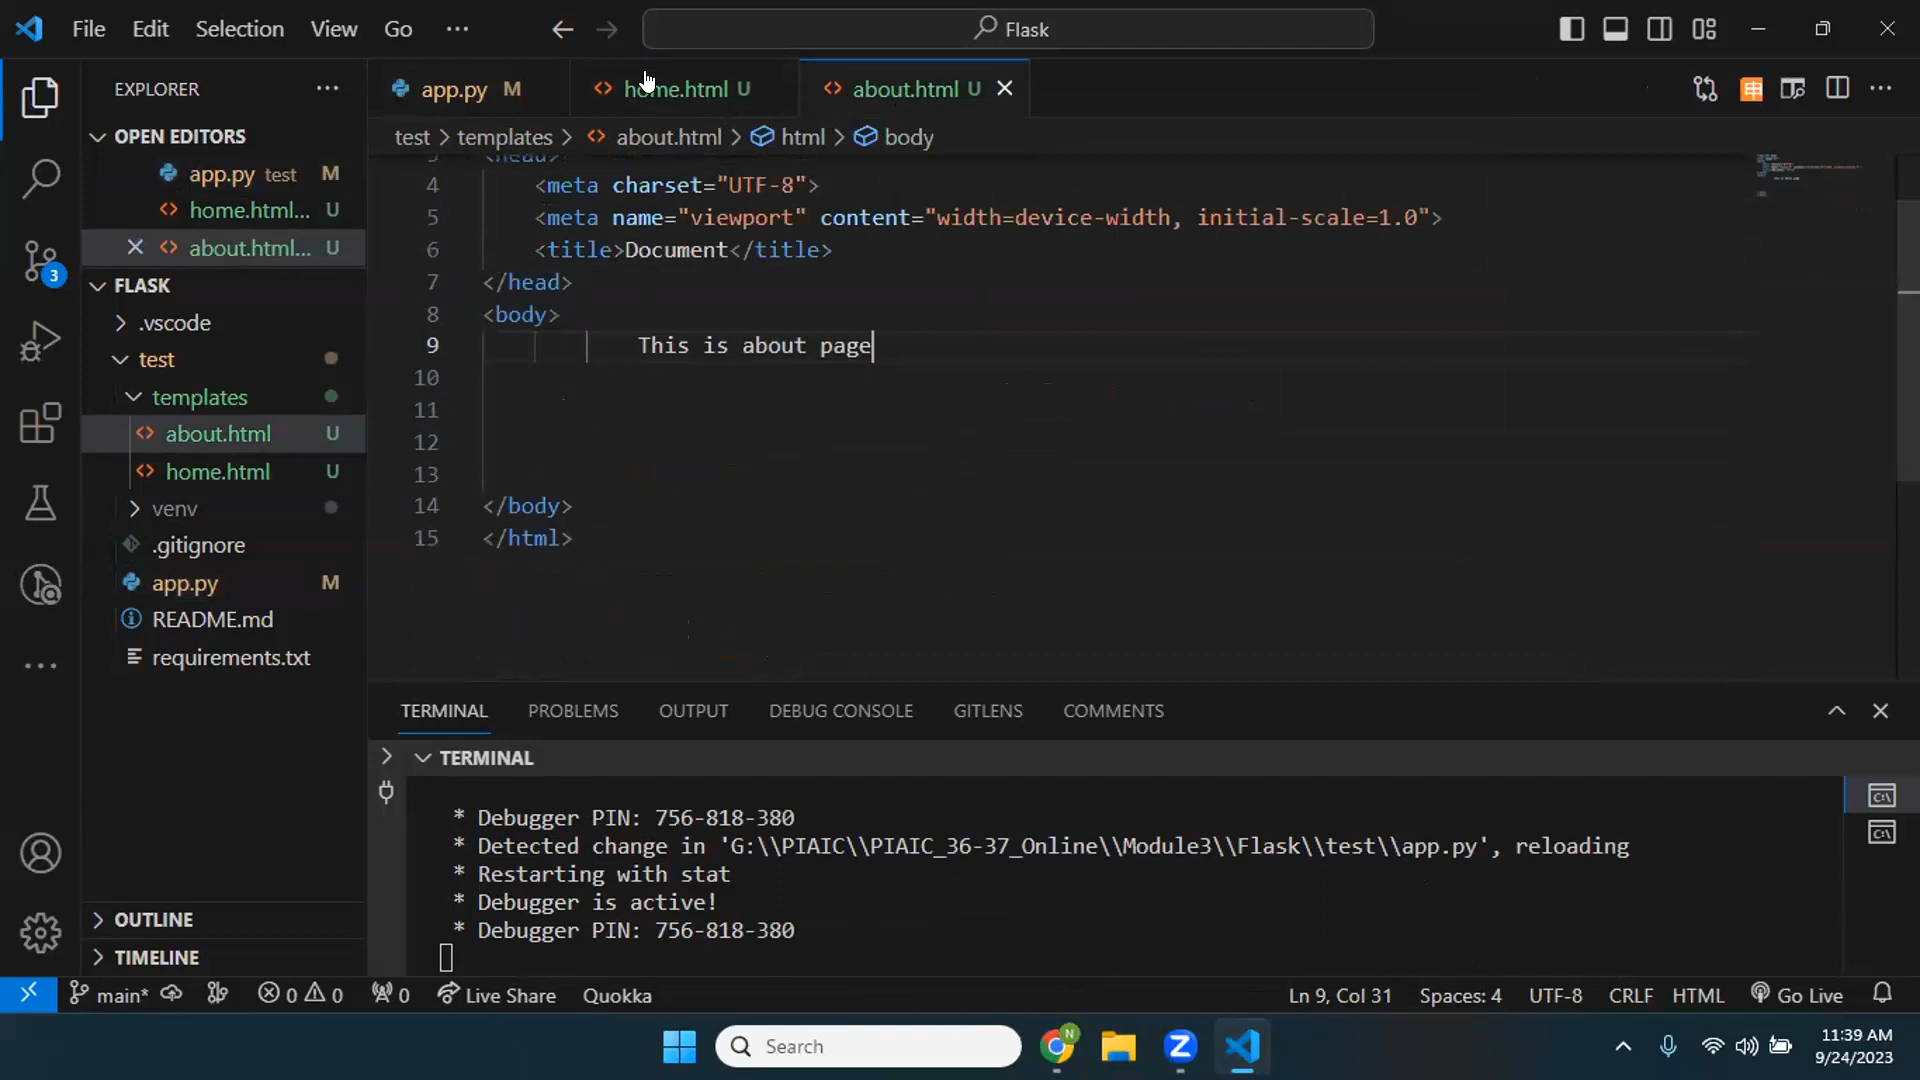 File Edit Selection View Go ··· Flask
EXPLORER ···
OPEN EDITORS
app.py test M
home.html... U
about.html... U
FLASK
.vscode
test
templates
about.html U
home.html U
venv
.gitignore
app.py M
README.md
requirements.txt
OUTLINE
TIMELINE
3
app.py M home.html U about.html U
test > templates > about.html > html > body
3 <head>
4 <meta charset="UTF-8">
5 <meta name="viewport" content="width=device-width, initial-scale=1.0">
6 <title>Document</title>
7 </head>
8 <body>
9 This is about page
10
11
12
13
14 </body>
15 </html>
TERMINAL PROBLEMS OUTPUT DEBUG CONSOLE GITLENS COMMENTS
TERMINAL
* Debugger PIN: 756-818-380
* Detected change in 'G:\\PIAIC\\PIAIC_36-37_Online\\Module3\\Flask\\test\\app.py', reloading
* Restarting with stat
* Debugger is active!
* Debugger PIN: 756-818-380
main* 0 0 0 Live Share Quokka Ln 9, Col 31 Spaces: 4 UTF-8 CRLF HTML Go Live
Search
11:39 AM
9/24/2023